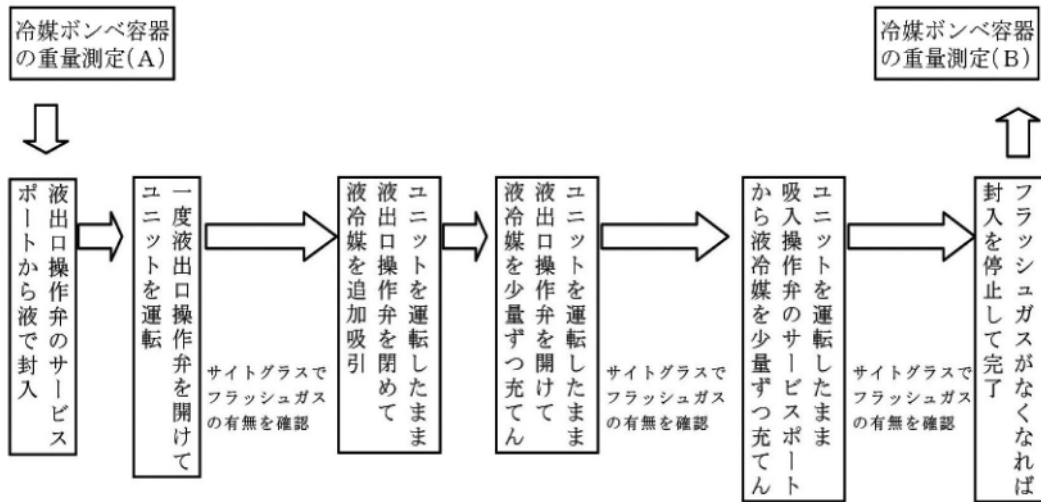 冷媒ボンベ容器
の重量測定(A)
液出口操作弁のサービス
ポートから液で封入
一度液出口操作弁を開けて
ユニットを運転
サイトグラスで
フラッシュガス
の有無を確認
ユニットを運転したまま
液出口操作弁を閉めて
液冷媒を追加吸引
ユニットを運転したまま
液出口操作弁を開けて
液冷媒を少量ずつ充てん
サイトグラスで
フラッシュガス
の有無を確認
ユニットを運転したまま
吸入操作弁のサービスポート
から液冷媒を少量ずつ充てん
サイトグラスで
フラッシュガス
の有無を確認
フラッシュガスがなくなれば
封入を停止して完了
冷媒ボンベ容器
の重量測定(B)